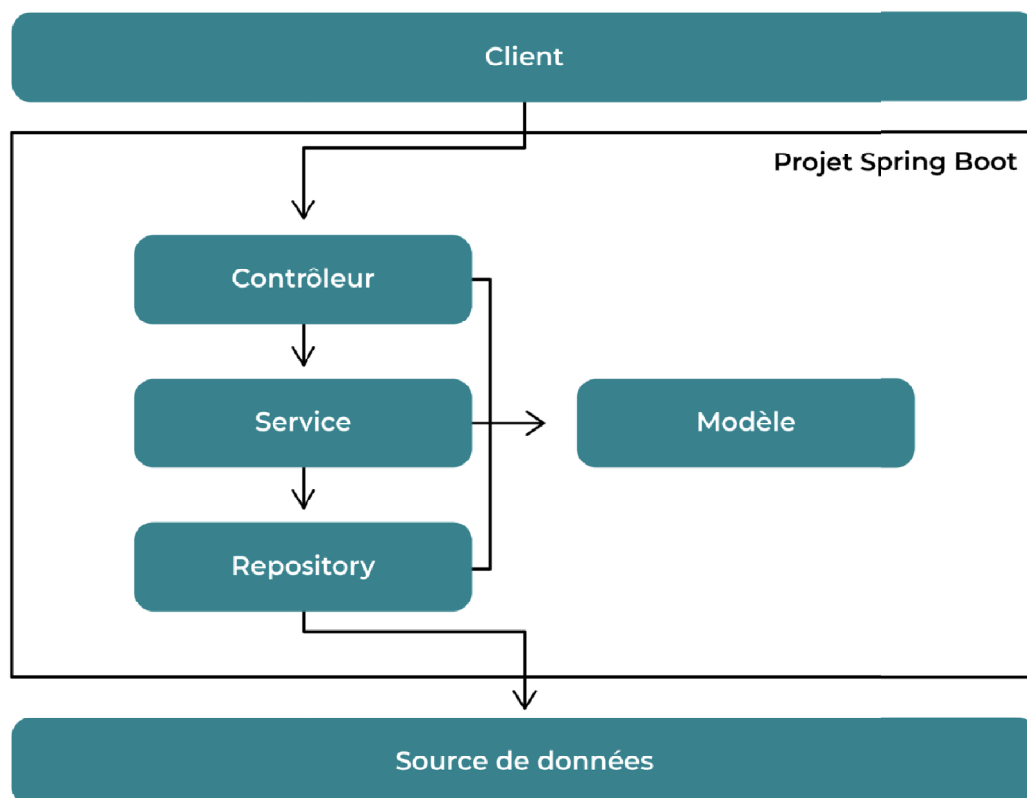 Client
Projet Spring Boot
Contrôleur
Service
Modèle
Repository
Source de données